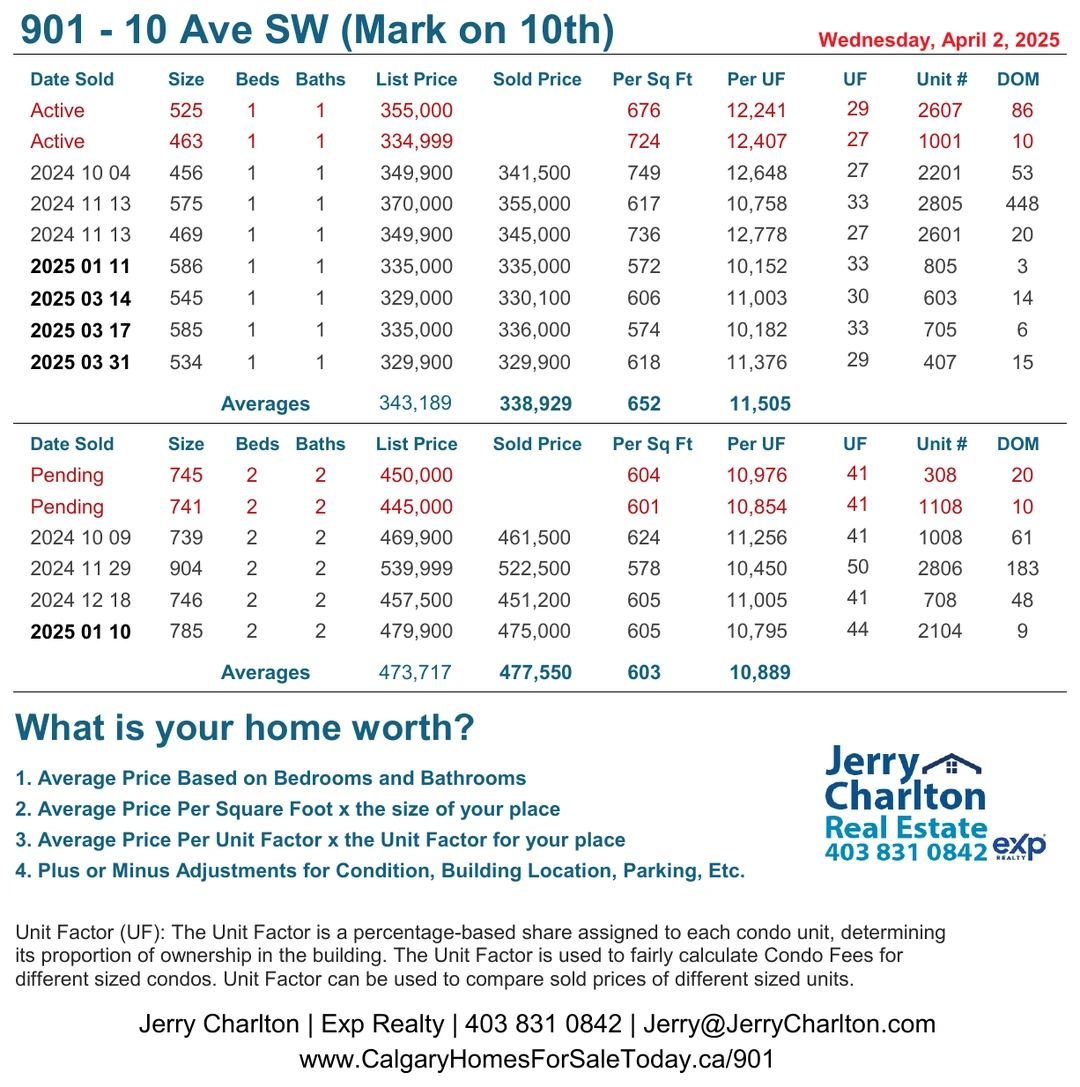 901 - 10 Ave SW (Mark on 10th)
Wednesday, April 2, 2025
Date Sold Size Beds Baths List Price Sold Price Per Sq Ft Per UF UF Unit # DOM
Active 525 1 1 355,000 676 12,241 29 2607 86
Active 463 1 1 334,999 724 12,407 27 1001 10
2024 10 04 456 1 1 349,900 341,500 749 12,648 27 2201 53
2024 11 13 575 1 1 370,000 355,000 617 10,758 33 2805 448
2024 11 13 469 1 1 349,900 345,000 736 12,778 27 2601 20
2025 01 11 586 1 1 335,000 335,000 572 10,152 33 805 3
2025 03 14 545 1 1 329,000 330,100 606 11,003 30 603 14
2025 03 17 585 1 1 335,000 336,000 574 10,182 33 705 6
2025 03 31 534 1 1 329,900 329,900 618 11,376 29 407 15
Averages 343,189 338,929 652 11,505
Date Sold Size Beds Baths List Price Sold Price Per Sq Ft Per UF UF Unit # DOM
Pending 745 2 2 450,000 604 10,976 41 308 20
Pending 741 2 2 445,000 601 10,854 41 1108 10
2024 10 09 739 2 2 469,900 461,500 624 11,256 41 1008 61
2024 11 29 904 2 2 539,999 522,500 578 10,450 50 2806 183
2024 12 18 746 2 2 457,500 451,200 605 11,005 41 708 48
2025 01 10 785 2 2 479,900 475,000 605 10,795 44 2104 9
Averages 473,717 477,550 603 10,889
What is your home worth?
1. Average Price Based on Bedrooms and Bathrooms
2. Average Price Per Square Foot x the size of your place
3. Average Price Per Unit Factor x the Unit Factor for your place
4. Plus or Minus Adjustments for Condition, Building Location, Parking, Etc.
Jerry
Charlton
Real Estate
403 831 0842
exp
REALTY
Unit Factor (UF): The Unit Factor is a percentage-based share assigned to each condo unit, determining
its proportion of ownership in the building. The Unit Factor is used to fairly calculate Condo Fees for
different sized condos. Unit Factor can be used to compare sold prices of different sized units.
Jerry Charlton | Exp Realty | 403 831 0842 | Jerry@JerryCharlton.com
www.CalgaryHomesForSaleToday.ca/901